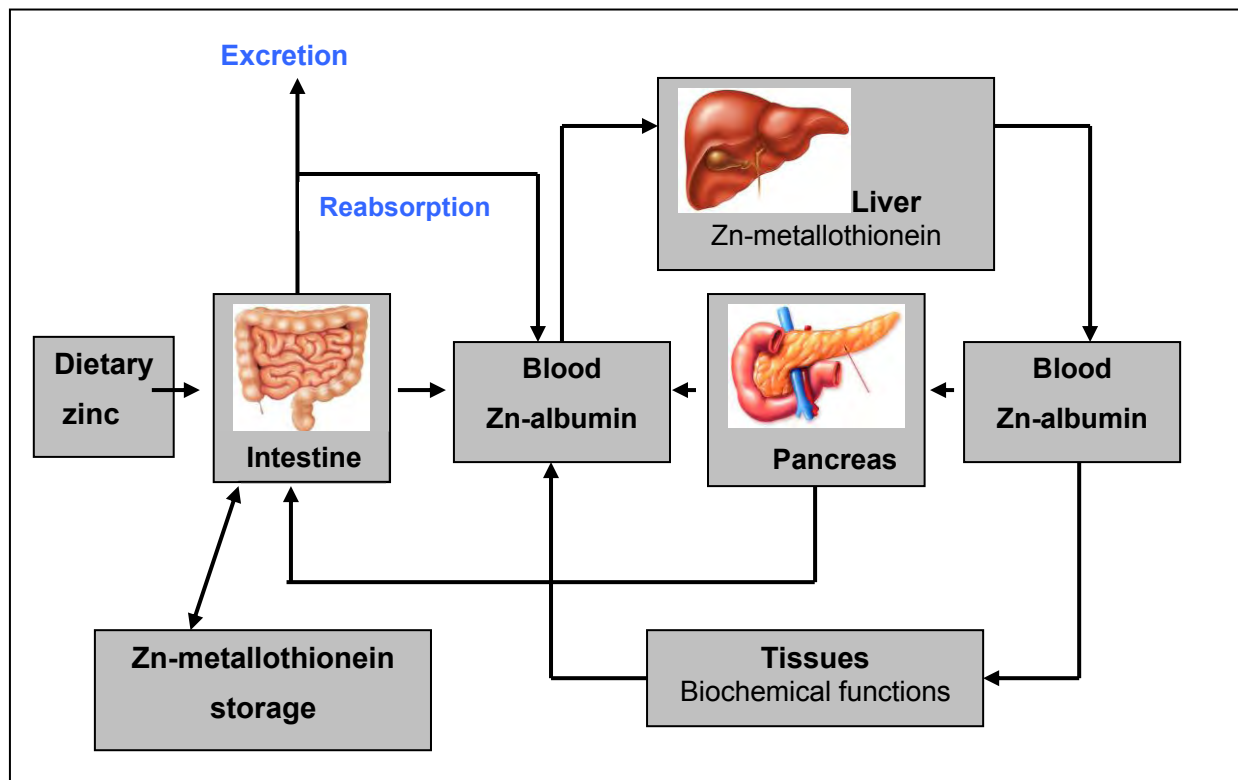 Excretion
Reabsorption
Liver
Zn-metallothionein
Dietary
zinc
Intestine
Blood
Zn-albumin
Pancreas
Blood
Zn-albumin
Zn-metallothionein
storage
Tissues
Biochemical functions